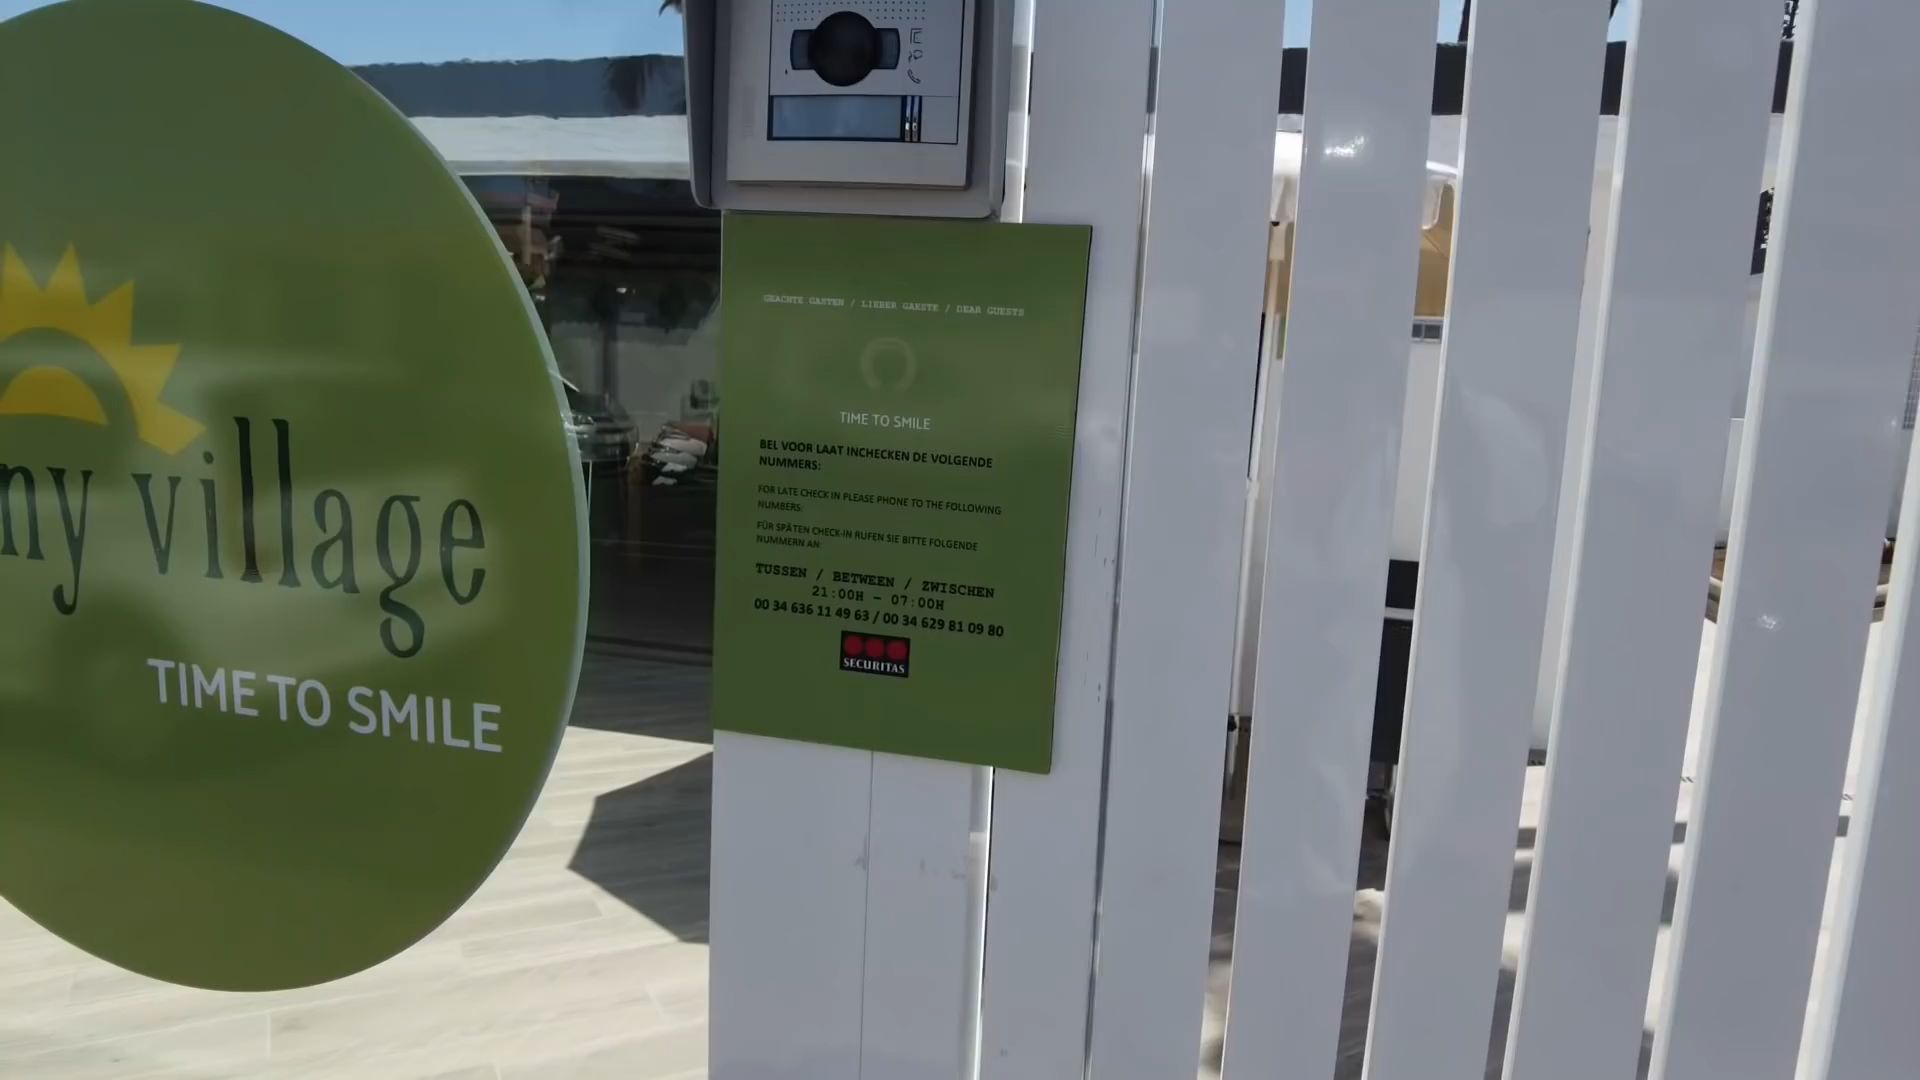 ny village
TIME TO SMILE
GEACHTE GASTEN / LIEBER GAESTE / DEAR GUESTS
TIME TO SMILE
BEL VOOR LAAT INCHECKEN DE VOLGENDE
NUMMERS:
FOR LATE CHECK IN PLEASE PHONE TO THE FOLLOWING
NUMBERS:
FÜR SPÄTEN CHECK-IN RUFEN SIE BITTE FOLGENDE
NUMMERN AN:
TUSSEN / BETWEEN / ZWISCHEN
21:00H - 07:00H
00 34 636 11 49 63 / 00 34 629 81 09 80
SECURITAS